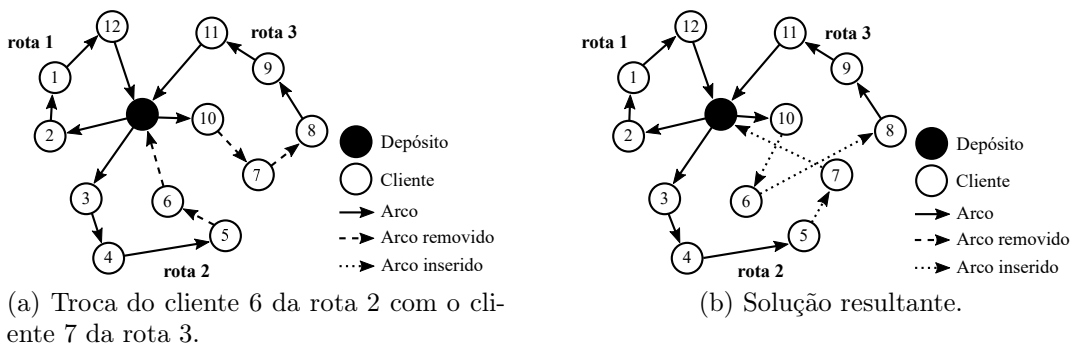 rota 1
12
11
rota 3
1
9
2
10
8
7
3
6
5
4
rota 2
Depósito
Cliente
Arco
Arco removido
Arco inserido
(a) Troca do cliente 6 da rota 2 com o cli-
ente 7 da rota 3.
rota 1
12
11
rota 3
1
9
2
10
8
7
3
6
5
4
rota 2
Depósito
Cliente
Arco
Arco removido
Arco inserido
(b) Solução resultante.